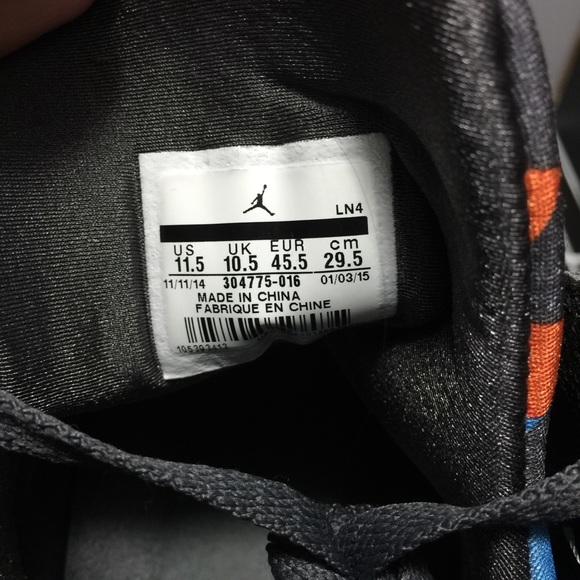 LN4
US UK EUR cm
11.5 10.5 45.5 29.5
11/11/14 304775-016 01/03/15
MADE IN CHINA
FABRIQUE EN CHINE